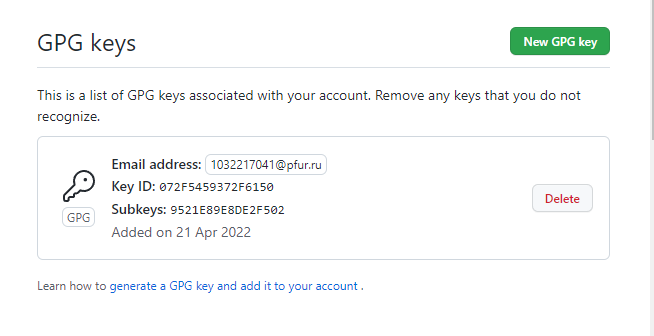 GPG keys
New GPG key
This is a list of GPG keys associated with your account. Remove any keys that you do not
recognize.
Email address: 1032217041@pfur.ru
Key ID: 072F5459372F6150
GPG
Subkeys: 9521E89E8DE2F502
Delete
Added on 21 Apr 2022
Learn how to generate a GPG key and add it to your account .